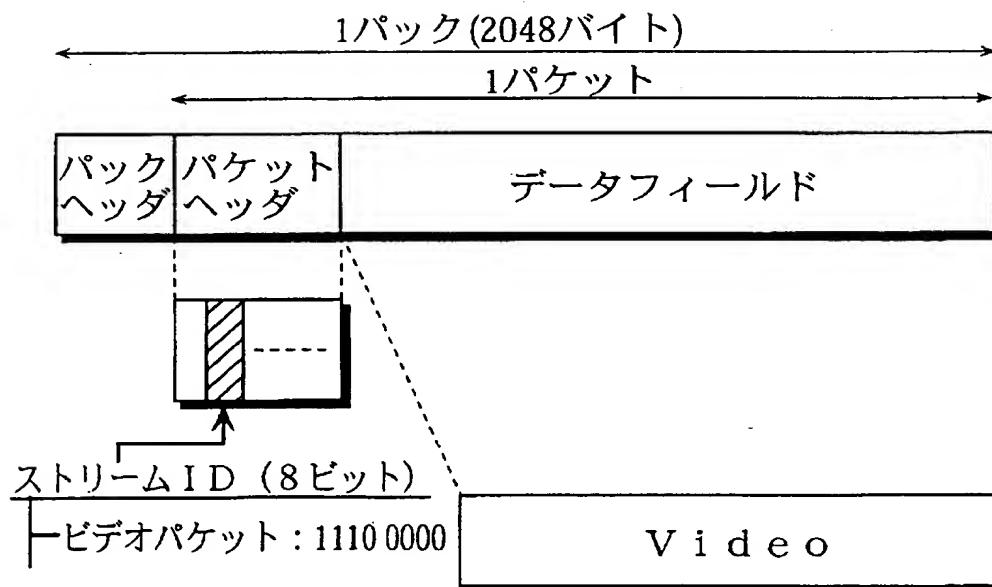 1パック(2048バイト)
1パケット
パック
ヘッダ
パケット
ヘッダ
データフィールド
ストリームID(8ビット)
ビデオパケット:1110 0000
Video